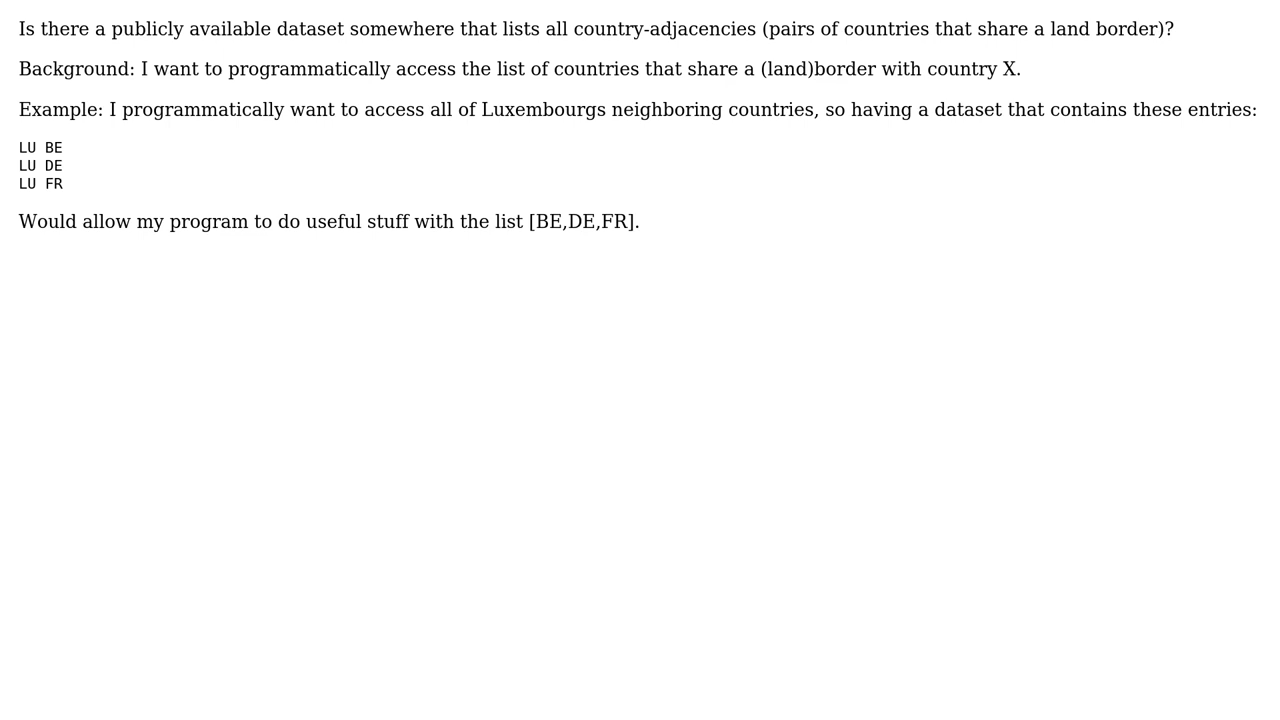 Is there a publicly available dataset somewhere that lists all country-adjacencies (pairs of countries that share a land border)?
Background: I want to programmatically access the list of countries that share a (land)border with country X.
Example: I programmatically want to access all of Luxembourgs neighboring countries, so having a dataset that contains these entries:
LU BE
LU DE
LU FR
Would allow my program to do useful stuff with the list [BE,DE,FR].